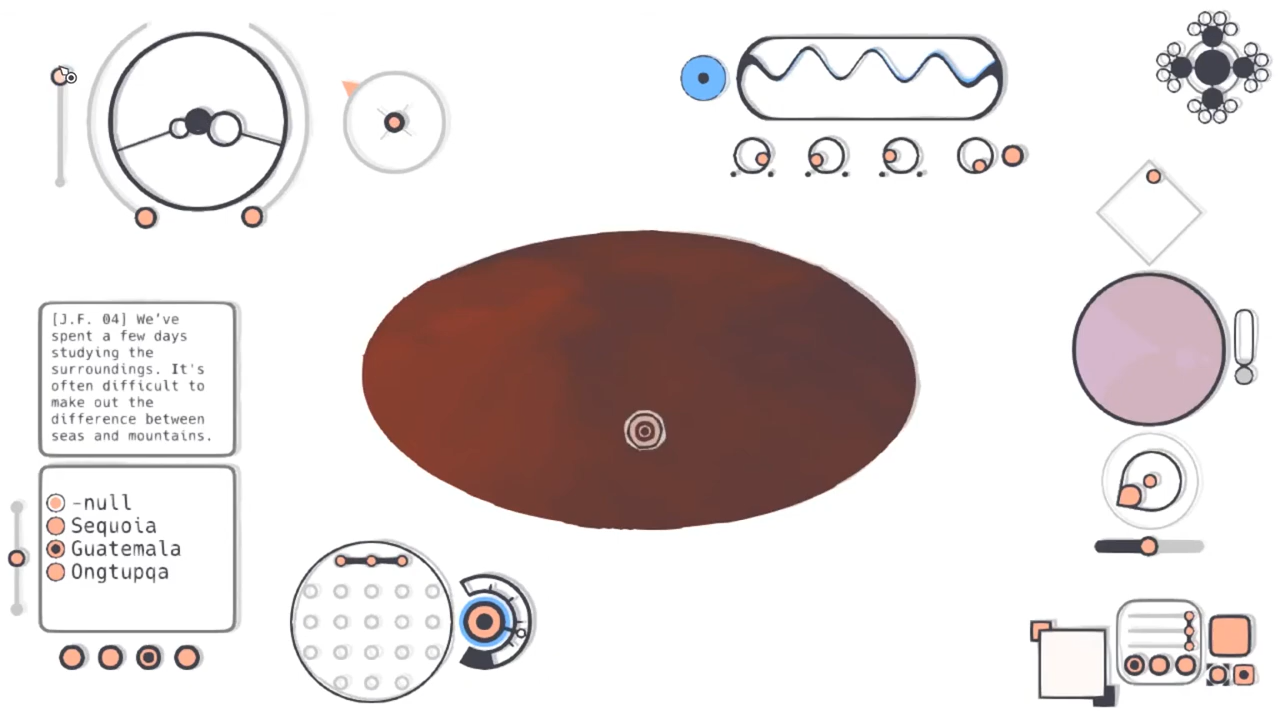 [J.F. 04] We’ve
spent a few days
studying the
surroundings. It's
often difficult to
make out the
difference between
seas and mountains.
-null
Sequoia
Guatemala
Ongtupqa